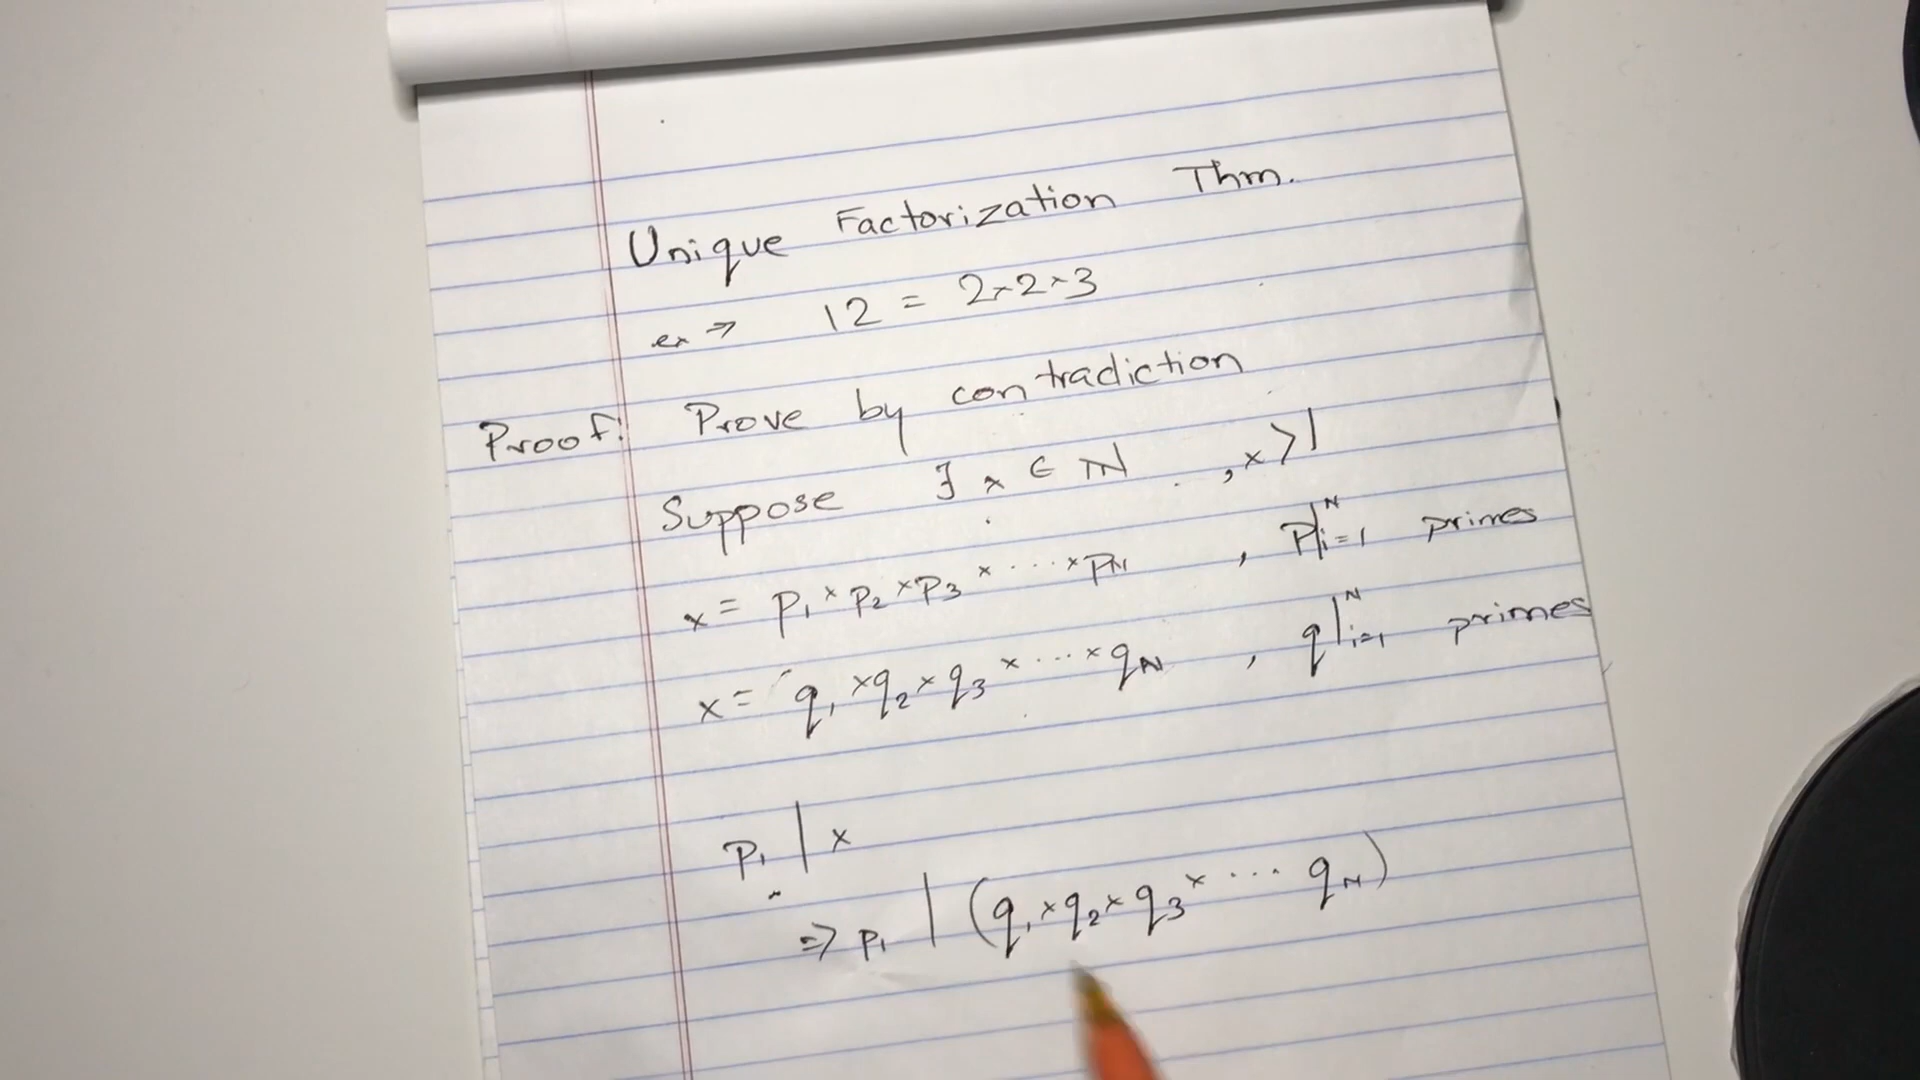 Unique Factorization Thm.
ex ⇒ 12 = 2×2×3
Proof: Prove by contradiction
Suppose ∃ x ∈ ℕ , x > 1
x = p₁ × p₂ × p₃ × ... × p_N , p|ᴺᵢ₌₁ primes
x = q₁ × q₂ × q₃ × ... × q_N , q|ᴺᵢ₌₁ primes
p₁ | x
⇒ p₁ | (q₁ × q₂ × q₃ × ... q_N)